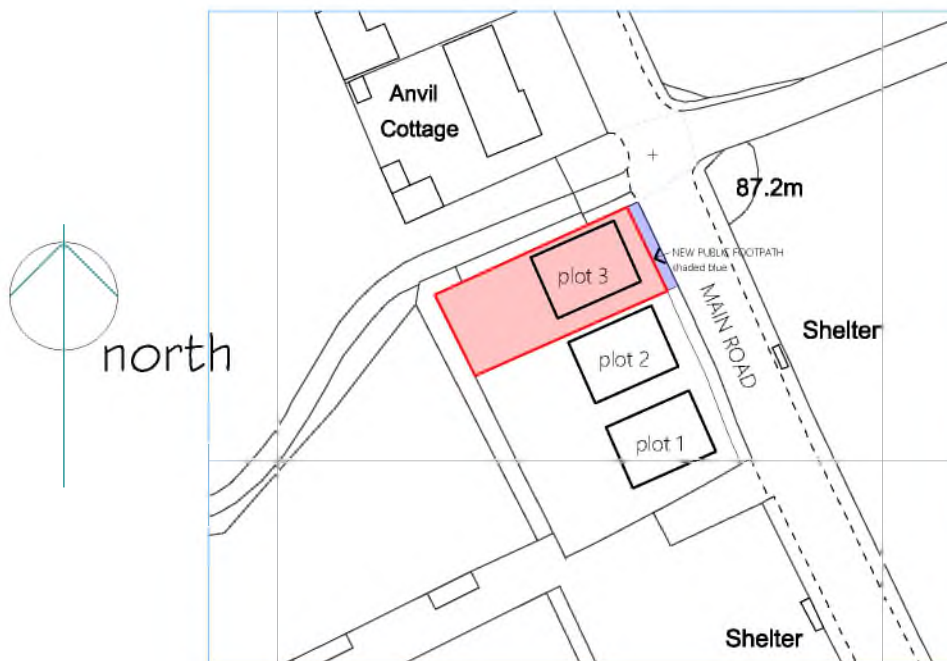 Anvil
Cottage
87.2m
plot 3
NEW PUBLIC FOOTPATH
shaded blue
MAIN ROAD
Shelter
north
plot 2
plot 1
Shelter